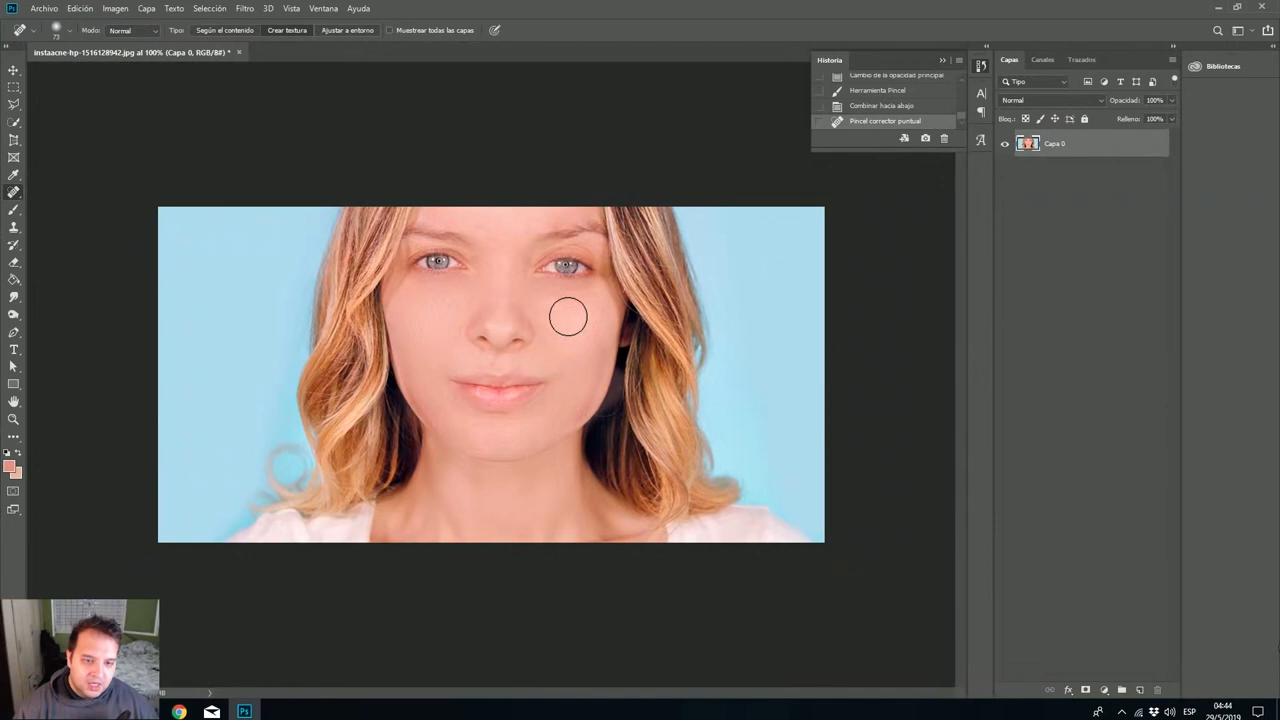 Ps Archivo Edición Imagen Capa Texto Selección Filtro 3D Vista Ventana Ayuda
73 Modo: Normal Tipo: Según el contenido Crear textura Ajustar a entorno Muestrear todas las capas
instaacne-hp-1516128942.jpg al 100% (Capa 0, RGB/8#) * ×
Historia
Cambio de la opacidad principal
Herramienta Pincel
Combinar hacia abajo
Pincel corrector puntual
Capas Canales Trazados
Tipo
Normal Opacidad: 100%
Bloq.: Relleno: 100%
Capa 0
Bibliotecas
Ps
ESP
04:44
29/5/2019